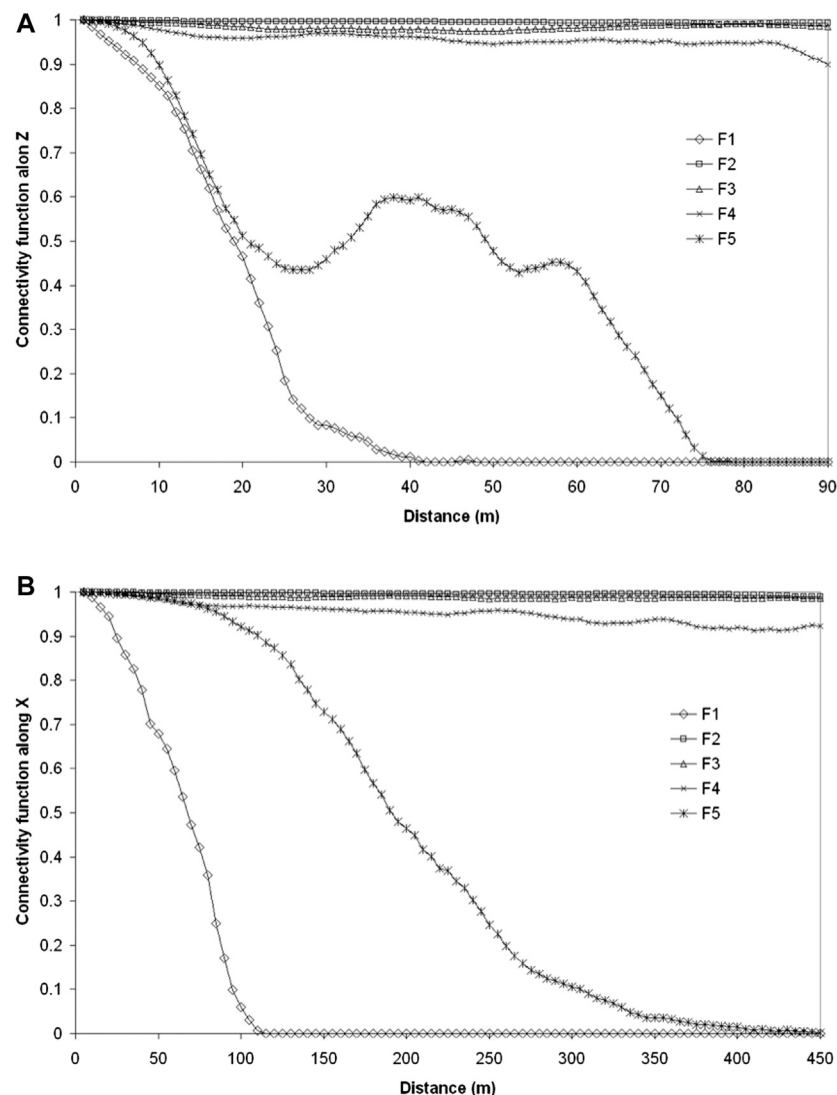 A
Connectivity function alon Z
1
0.9
0.8
0.7
0.6
0.5
0.4
0.3
0.2
0.1
0
0 10 20 30 40 50 60 70 80 90
Distance (m)
F1
F2
F3
F4
F5
B
Connectivity function along X
1
0.9
0.8
0.7
0.6
0.5
0.4
0.3
0.2
0.1
0
0 50 100 150 200 250 300 350 400 450
Distance (m)
F1
F2
F3
F4
F5